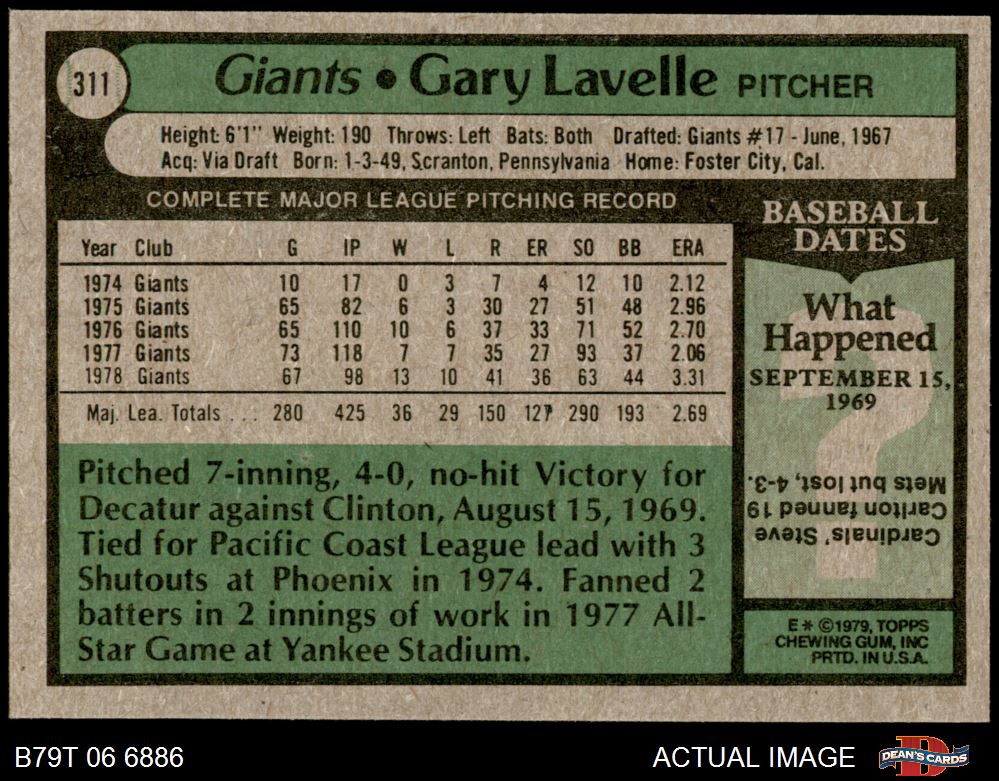 311
Giants • Gary Lavelle PITCHER
Height: 6'1" Weight: 190 Throws: Left Bats: Both Drafted: Giants #17 - June, 1967
Acq: Via Draft Born: 1-3-49, Scranton, Pennsylvania Home: Foster City, Cal.
COMPLETE MAJOR LEAGUE PITCHING RECORD
Year Club G IP W L R ER SO BB ERA
1974 Giants 10 17 0 3 7 4 12 10 2.12
1975 Giants 65 82 6 3 30 27 51 48 2.96
1976 Giants 65 110 10 6 37 33 71 52 2.70
1977 Giants 73 118 7 7 35 27 93 37 2.06
1978 Giants 67 98 13 10 41 36 63 44 3.31
Maj. Lea. Totals . . . 280 425 36 29 150 127 290 193 2.69
Pitched 7-inning, 4-0, no-hit Victory for
Decatur against Clinton, August 15, 1969.
Tied for Pacific Coast League lead with 3
Shutouts at Phoenix in 1974. Fanned 2
batters in 2 innings of work in 1977 All-
Star Game at Yankee Stadium.
BASEBALL
DATES
What
Happened
SEPTEMBER 15,
1969
?
Cardinals' Steve
Carlton fanned 19
Mets but lost, 4-3.
E * ©1979, TOPPS
CHEWING GUM, INC
PRTD. IN U.S.A.
B79T 06 6886
ACTUAL IMAGE
DEAN'S CARDS